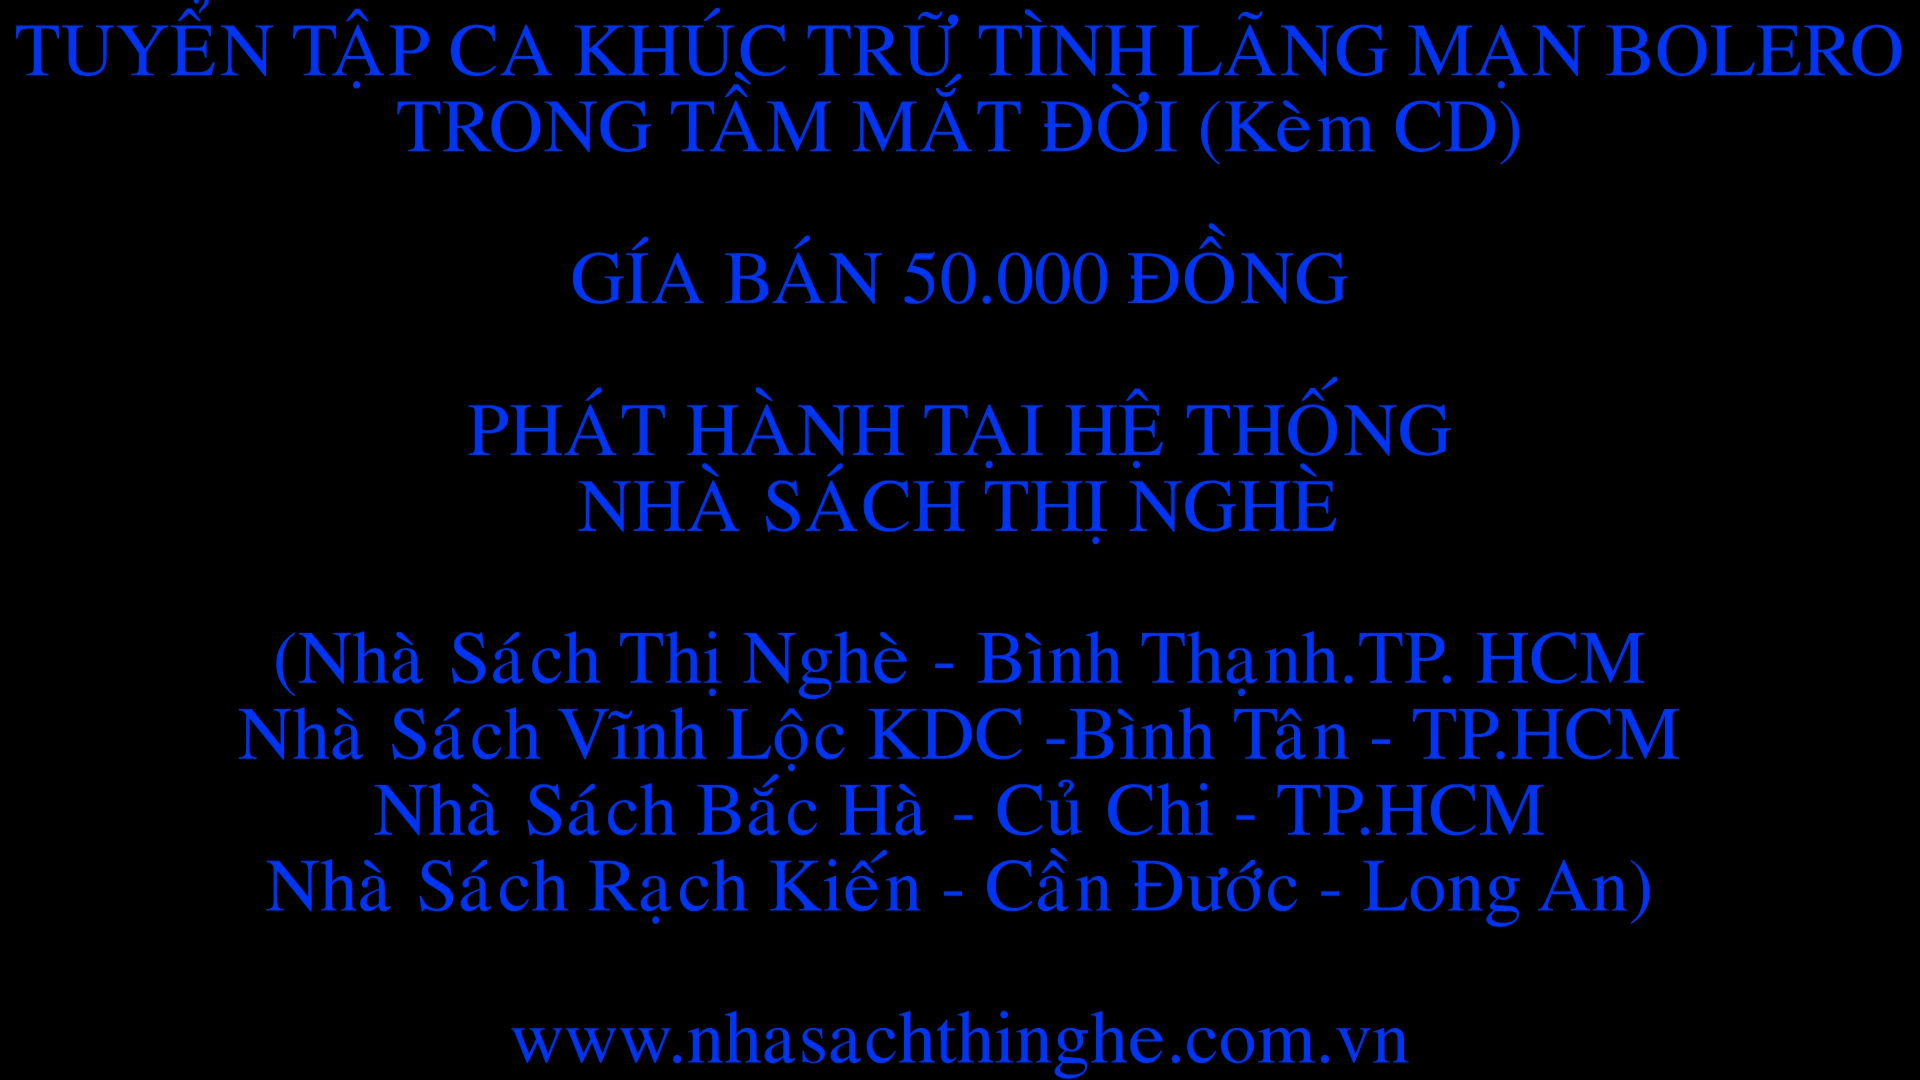 TUYỂN TẬP CA KHÚC TRỮ TÌNH LÃNG MẠN BOLERO
TRONG TẦM MẮT ĐỜI (Kèm CD)
GÍA BÁN 50.000 ĐỒNG
PHÁT HÀNH TẠI HỆ THỐNG
NHÀ SÁCH THỊ NGHÈ
(Nhà Sách Thị Nghè - Bình Thạnh.TP. HCM
Nhà Sách Vĩnh Lộc KDC -Bình Tân - TP.HCM
Nhà Sách Bắc Hà - Củ Chi - TP.HCM
Nhà Sách Rạch Kiến - Cần Đước - Long An)
www.nhasachthinghe.com.vn